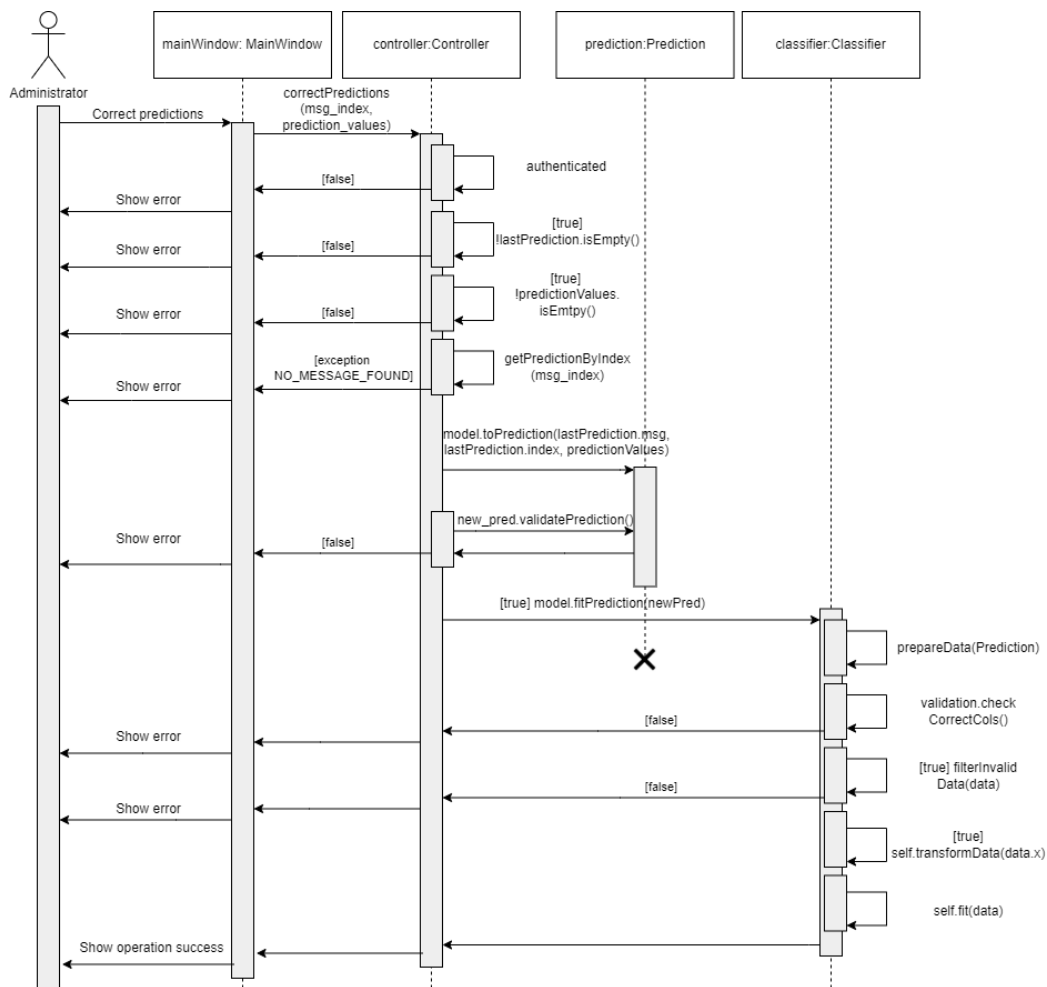 mainWindow: MainWindow
controller:Controller
prediction:Prediction
classifier:Classifier
Administrator
Correct predictions
correctPredictions
(msg_index,
prediction_values)
authenticated
[false]
Show error
[true]
!lastPrediction.isEmpty()
[false]
Show error
[true]
!predictionValues.
isEmtpy()
[false]
Show error
getPredictionByIndex
(msg_index)
[exception
NO_MESSAGE_FOUND]
Show error
model.toPrediction(lastPrediction.msg,
lastPrediction.index, predictionValues)
new_pred.validatePrediction()
[false]
Show error
[true] model.fitPrediction(newPred)
prepareData(Prediction)
validation.check
CorrectCols()
[false]
Show error
[true] filterInvalid
Data(data)
[false]
Show error
[true]
self.transformData(data.x)
self.fit(data)
Show operation success